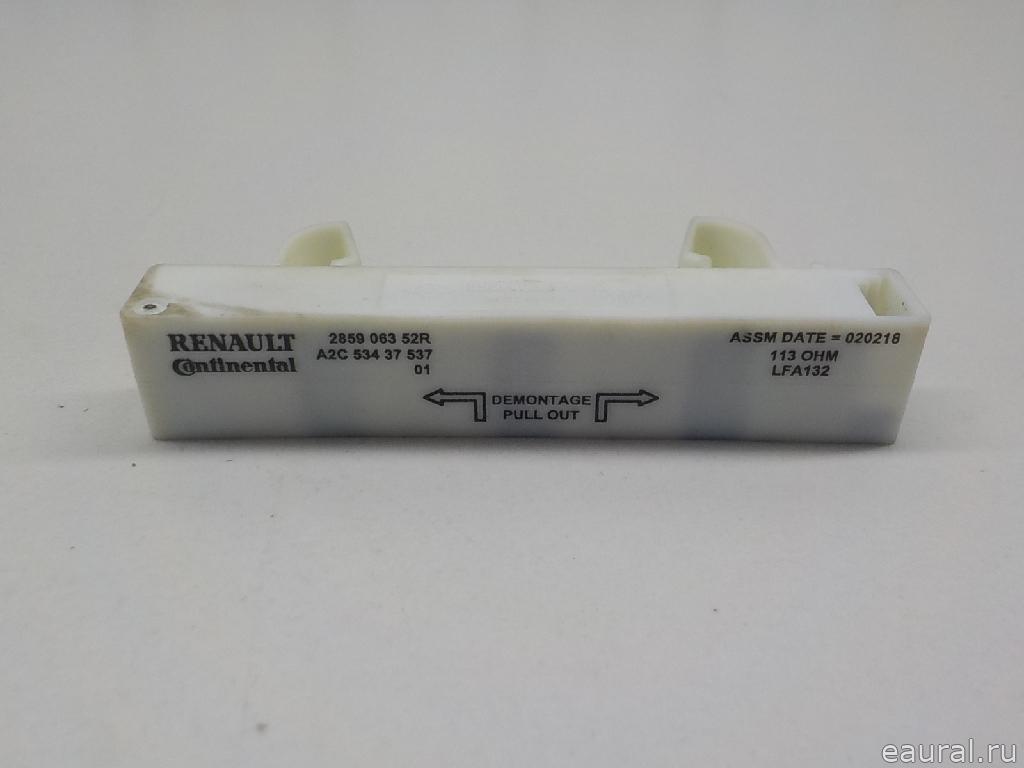 RENAULT
Continental
2859 063 52R
A2C 534 37 537
01
DEMONTAGE
PULL OUT
ASSM DATE = 020218
113 OHM
LFA132
eaural.ru